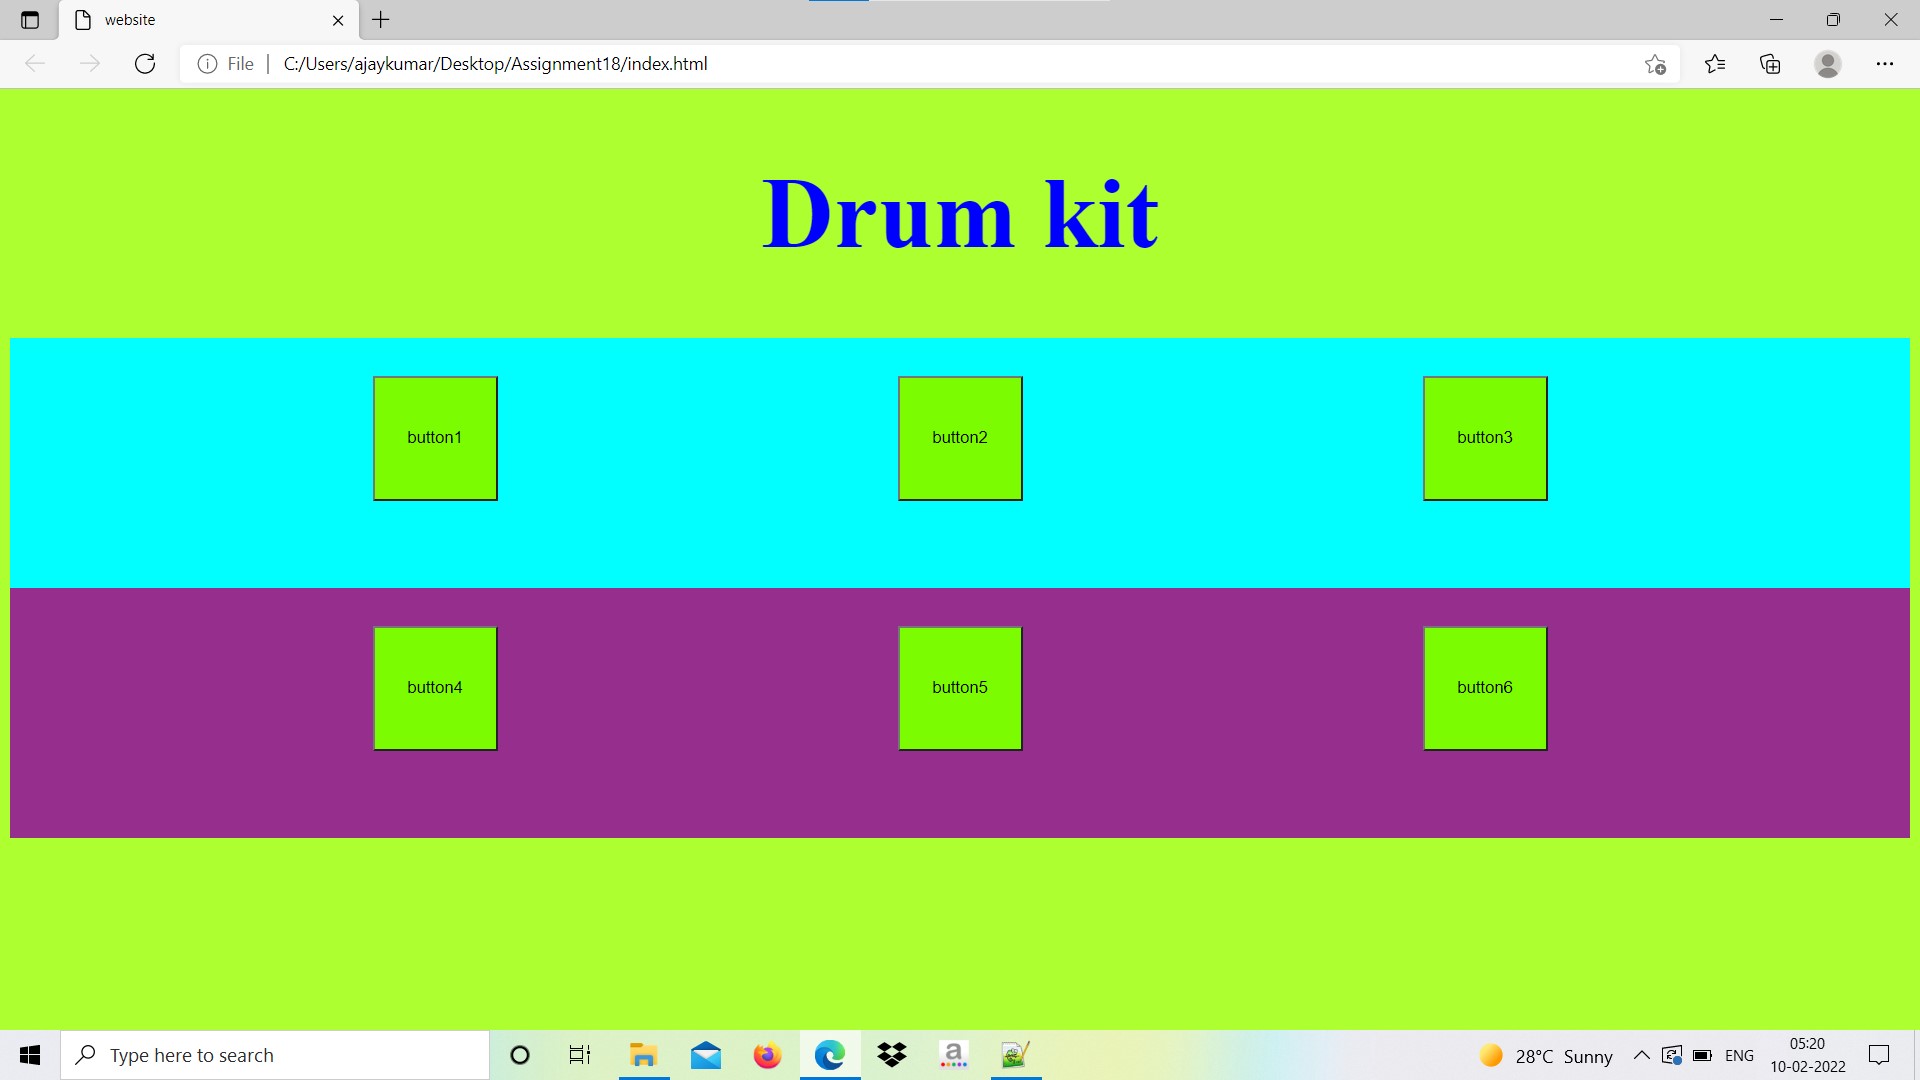 website
File C:/Users/ajaykumar/Desktop/Assignment18/index.html
Drum kit
button1 button2 button3
button4 button5 button6
Type here to search
a
28°C Sunny
ENG
05:20
10-02-2022